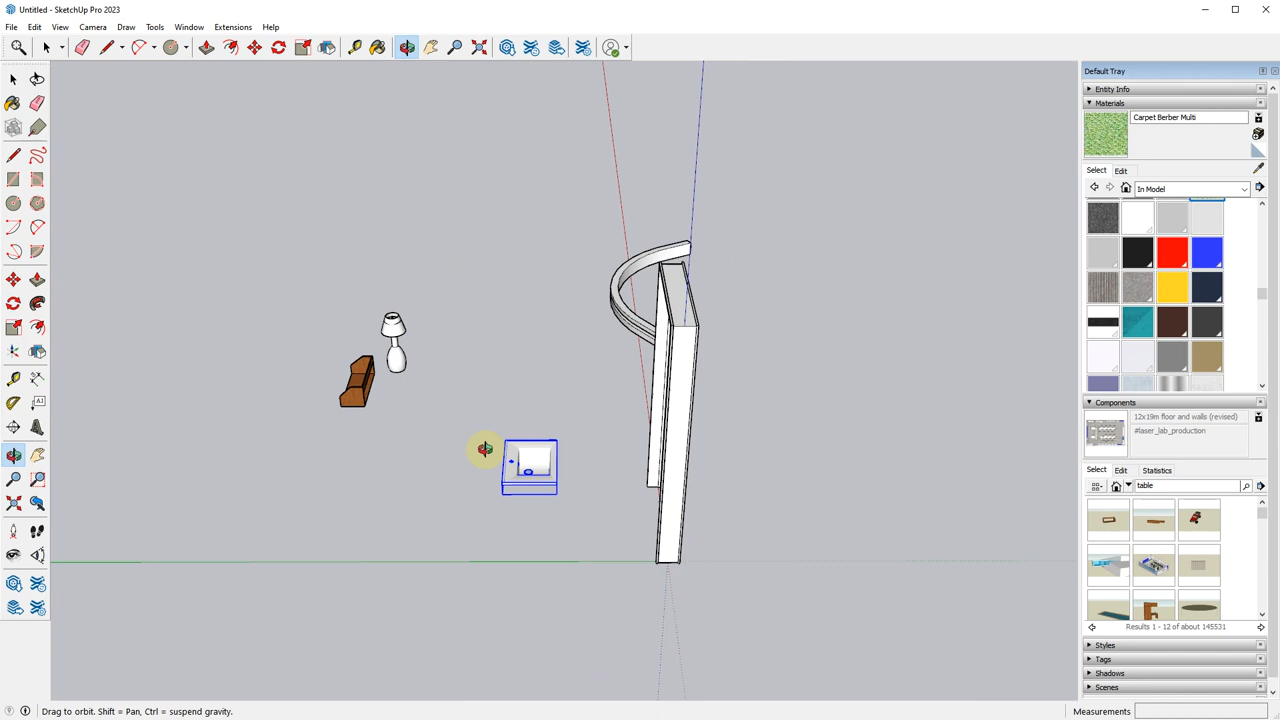 Untitled - SketchUp Pro 2023
File Edit View Camera Draw Tools Window Extensions Help
Default Tray
Entity Info
Materials
Carpet Berber Multi
Select Edit
In Model
Components
12x19m floor and walls (revised)
#laser_lab_production
Select Edit Statistics
table
Results 1 - 12 of about 145531
Styles
Tags
Shadows
Scenes
Drag to orbit. Shift = Pan, Ctrl = suspend gravity.
Measurements